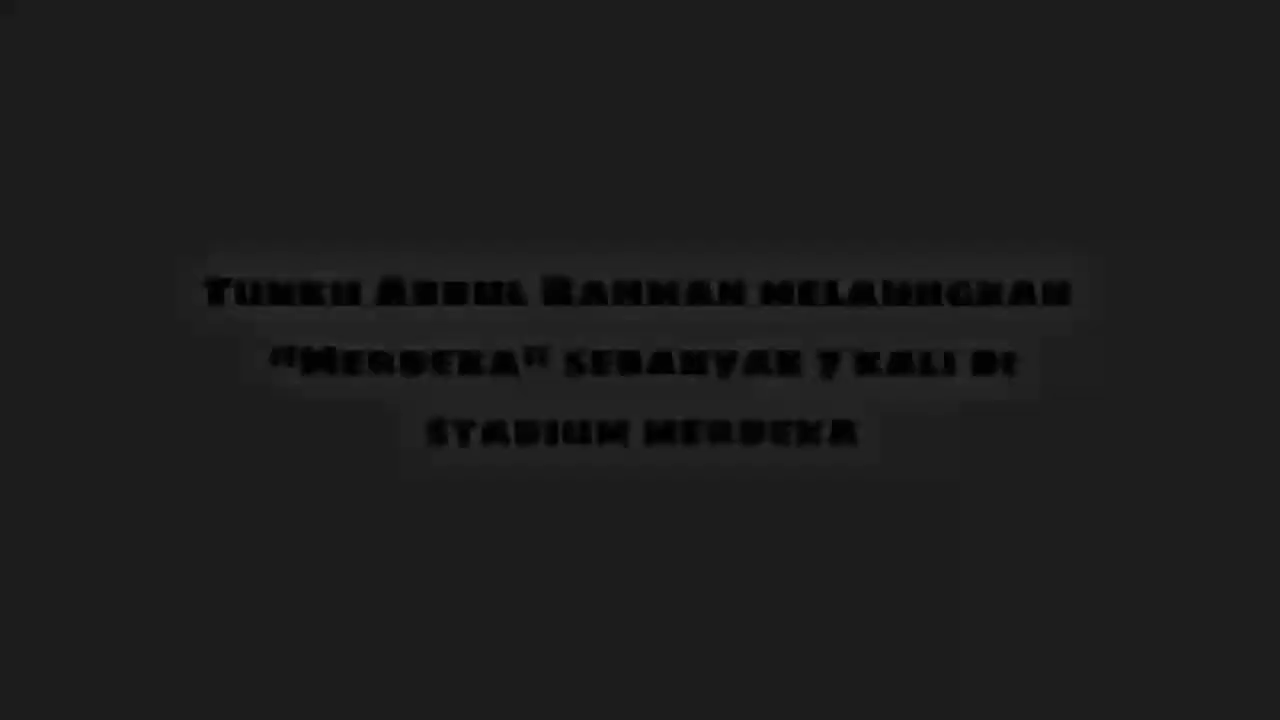 Tunku Abdul Rahman melaungkan
"Merdeka" sebanyak 7 kali di
Stadium Merdeka